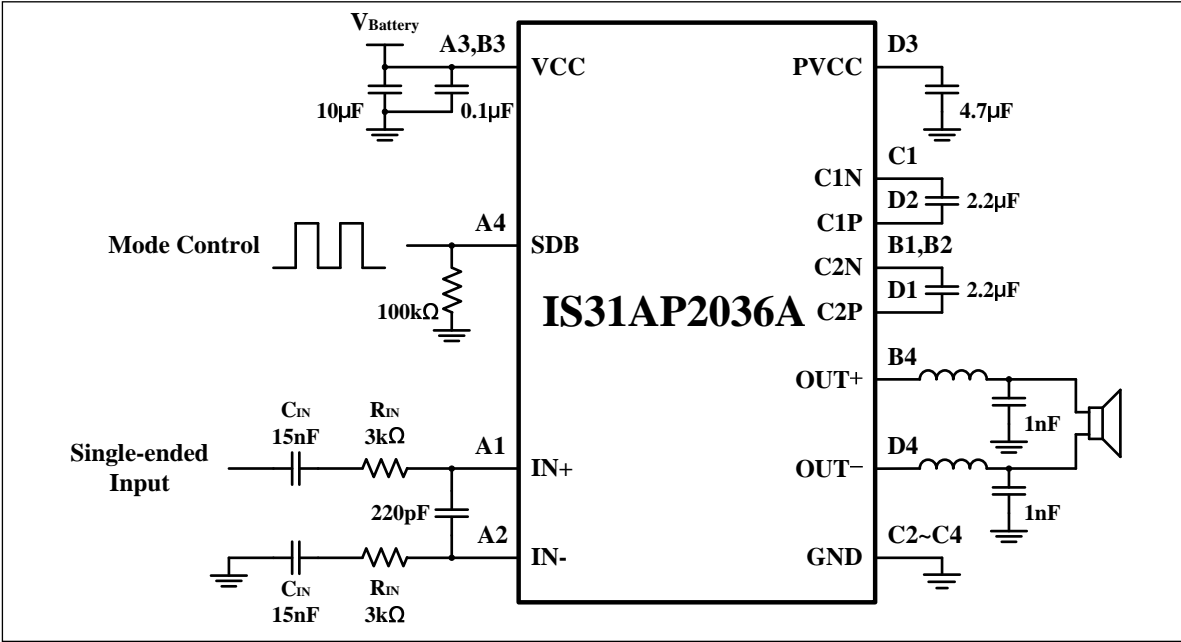 VBattery
A3,B3
VCC
10µF
0.1µF
Mode Control
A4
SDB
100kΩ
CIN
15nF
RIN
3kΩ
Single-ended
Input
A1
IN+
220pF
A2
IN-
CIN
15nF
RIN
3kΩ
IS31AP2036A
D3
PVCC
4.7µF
C1
C1N
D2
2.2µF
C1P
B1,B2
C2N
D1
2.2µF
C2P
B4
OUT+
1nF
D4
OUT−
1nF
C2~C4
GND